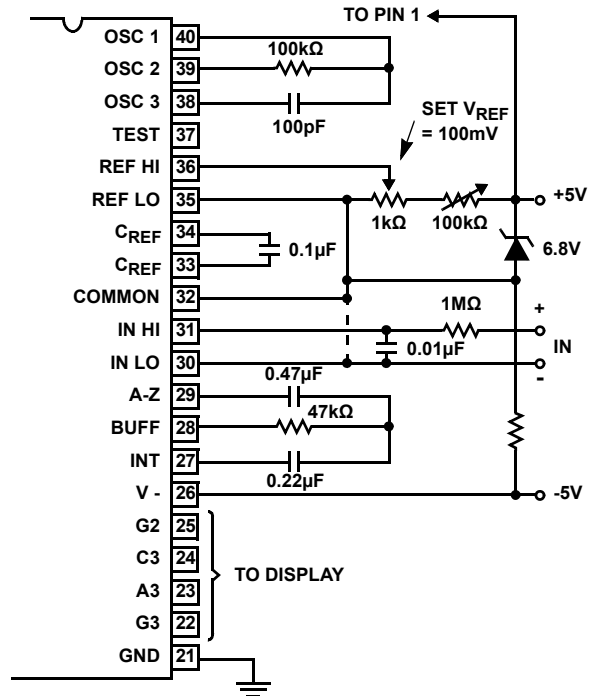 TO PIN 1
OSC 1 40
100kΩ
OSC 2 39
OSC 3 38
100pF
SET VREF
= 100mV
TEST 37
REF HI 36
REF LO 35
1kΩ
100kΩ
+5V
CREF 34
0.1µF
6.8V
CREF 33
COMMON 32
1MΩ
+
IN HI 31
0.01µF
IN
IN LO 30
-
0.47µF
A-Z 29
47kΩ
BUFF 28
INT 27
0.22µF
V - 26
-5V
G2 25
C3 24
TO DISPLAY
A3 23
G3 22
GND 21